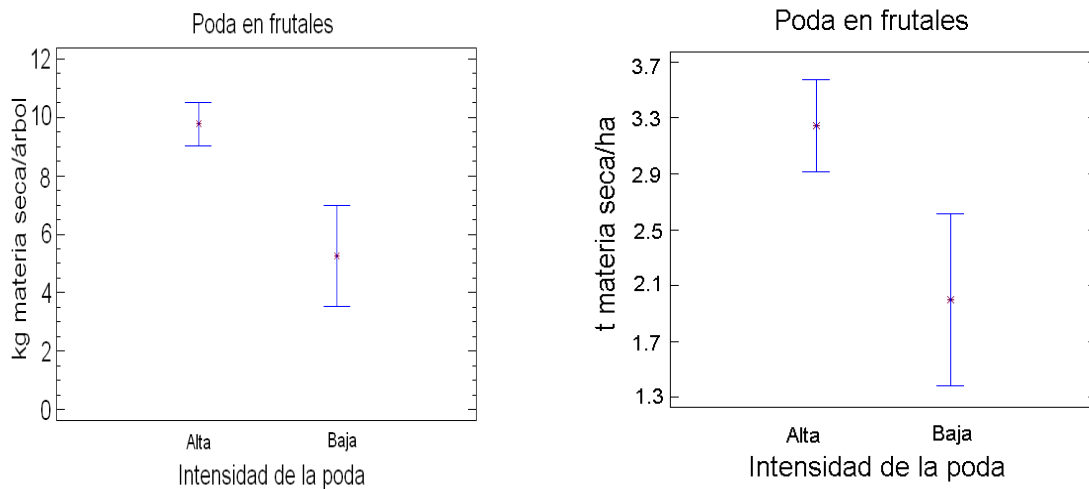 Poda en frutales
kg materia seca/árbol
12
10
8
6
4
2
0
Alta
Baja
Intensidad de la poda
Poda en frutales
t materia seca/ha
3.7
3.3
2.9
2.5
2.1
1.7
1.3
Alta
Baja
Intensidad de la poda